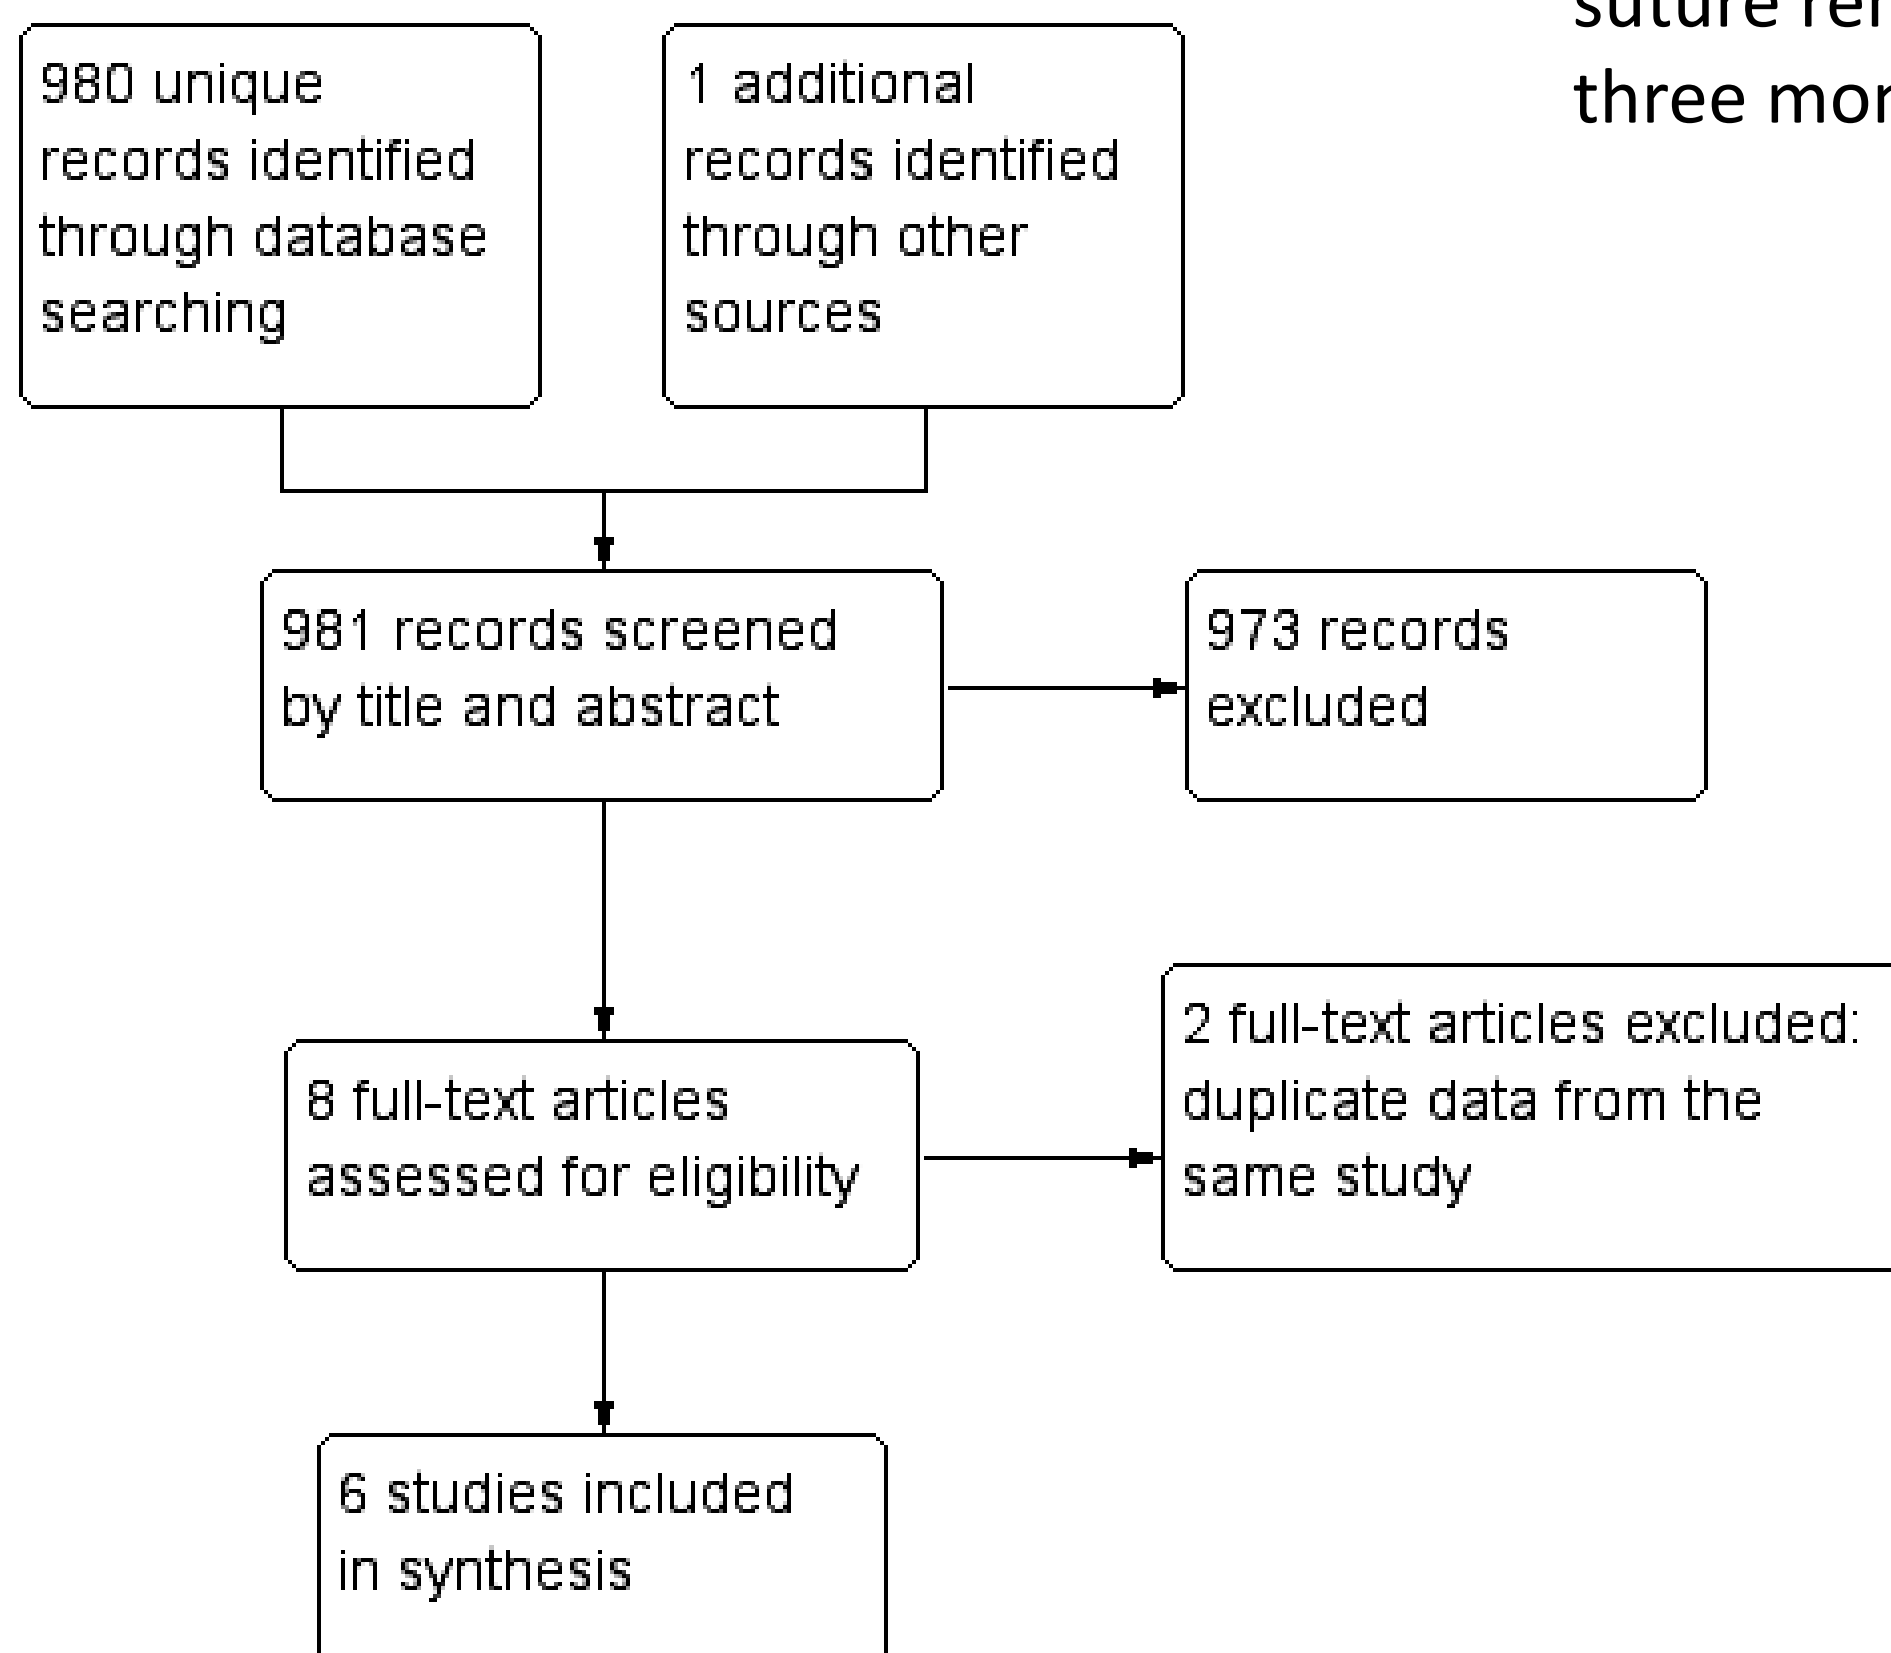 980 unique
records identified
through database
searching
1 additional
records identified
through other
sources
suture
three
981 records screened
by title and abstract
973 records
excluded
8 full-text articles
assessed for eligibility
2 full-text articles excluded:
duplicate data from the
same study
6 studies included
in synthesis